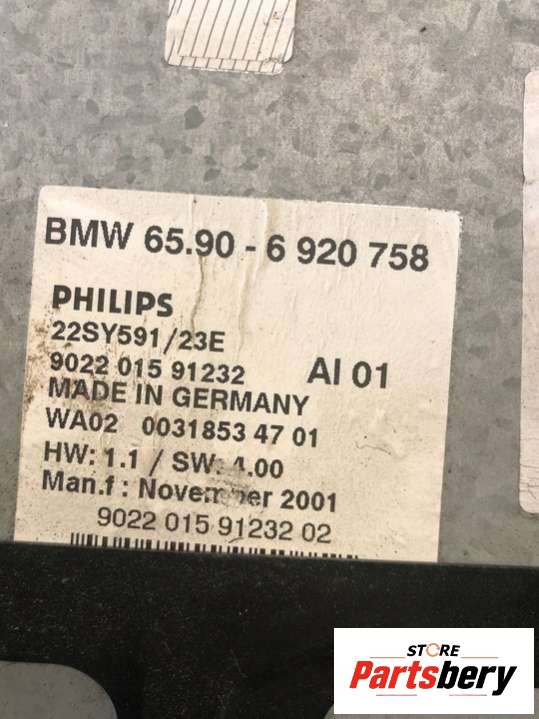 BMW 65.90 - 6 920 758
PHILIPS
22SY591/23E
9022 015 91232 AI 01
MADE IN GERMANY
WA02 0031853 47 01
HW: 1.1 / SW: 4.00
Man.f : November 2001
9022 015 91232 02
STORE
Partsbery